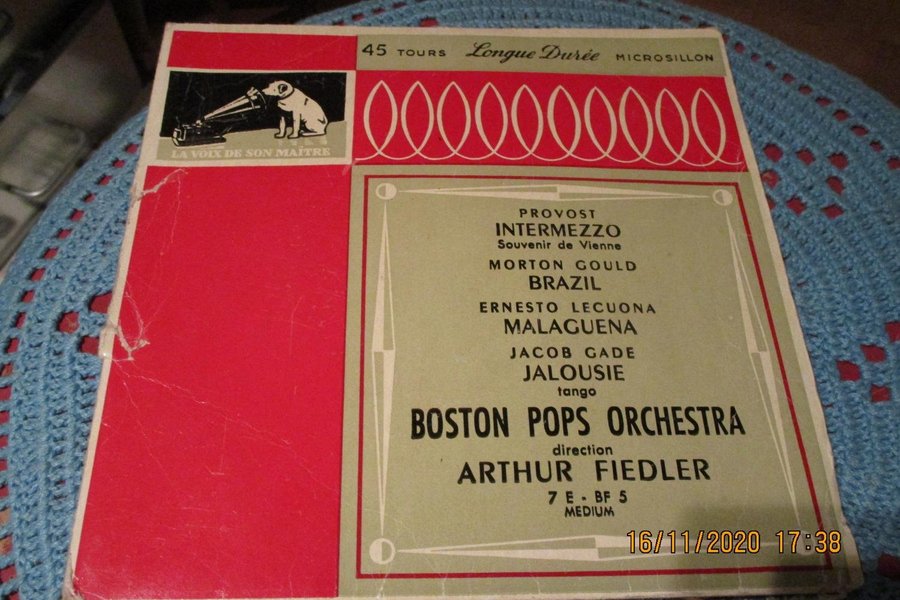 45 TOURS Longue Durée MICROSILLON
LA VOIX DE SON MAÎTRE
PROVOST
INTERMEZZO
Souvenir de Vienne
MORTON GOULD
BRAZIL
ERNESTO LECUONA
MALAGUENA
JACOB GADE
JALOUSIE
tango
BOSTON POPS ORCHESTRA
direction
ARTHUR FIEDLER
7 E - BF 5
MEDIUM
16/11/2020 17:38